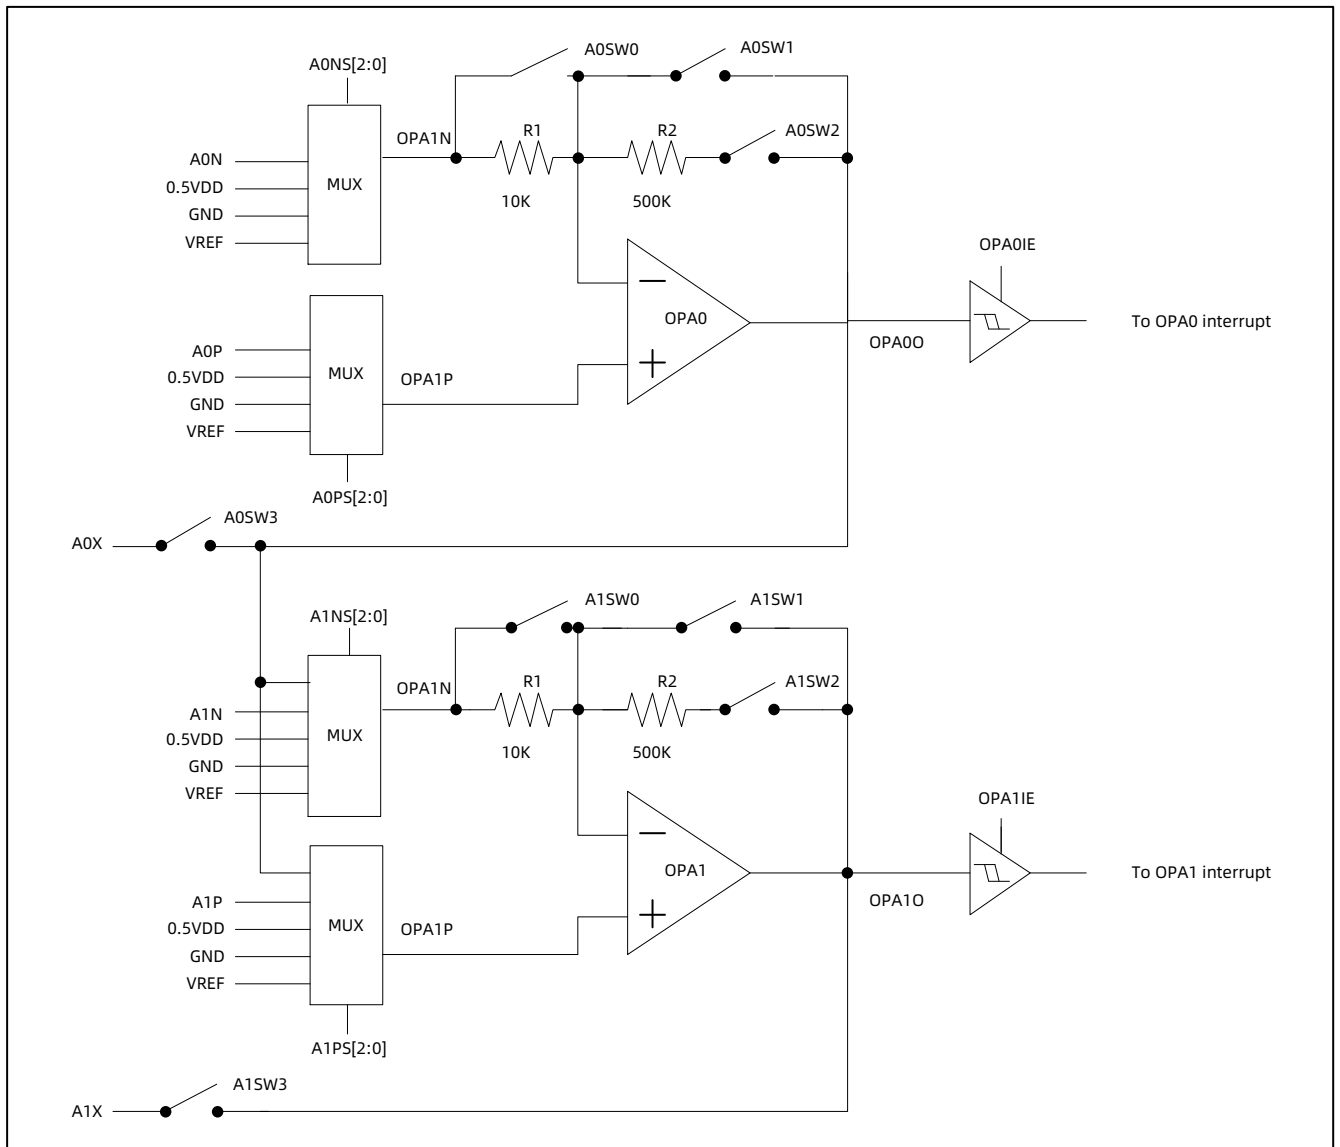 A0SW0
A0SW1
A0NS[2:0]
OPA1N
R1
R2
A0SW2
A0N
0.5VDD
GND
VREF
MUX
10K
500K
OPA0IE
OPA0
To OPA0 interrupt
OPA0O
A0P
0.5VDD
GND
VREF
MUX
OPA1P
A0PS[2:0]
A0SW3
A0X
A1SW0
A1SW1
A1NS[2:0]
OPA1N
R1
R2
A1SW2
A1N
0.5VDD
GND
VREF
MUX
10K
500K
OPA1IE
OPA1
To OPA1 interrupt
OPA1O
A1P
0.5VDD
GND
VREF
MUX
OPA1P
A1PS[2:0]
A1SW3
A1X